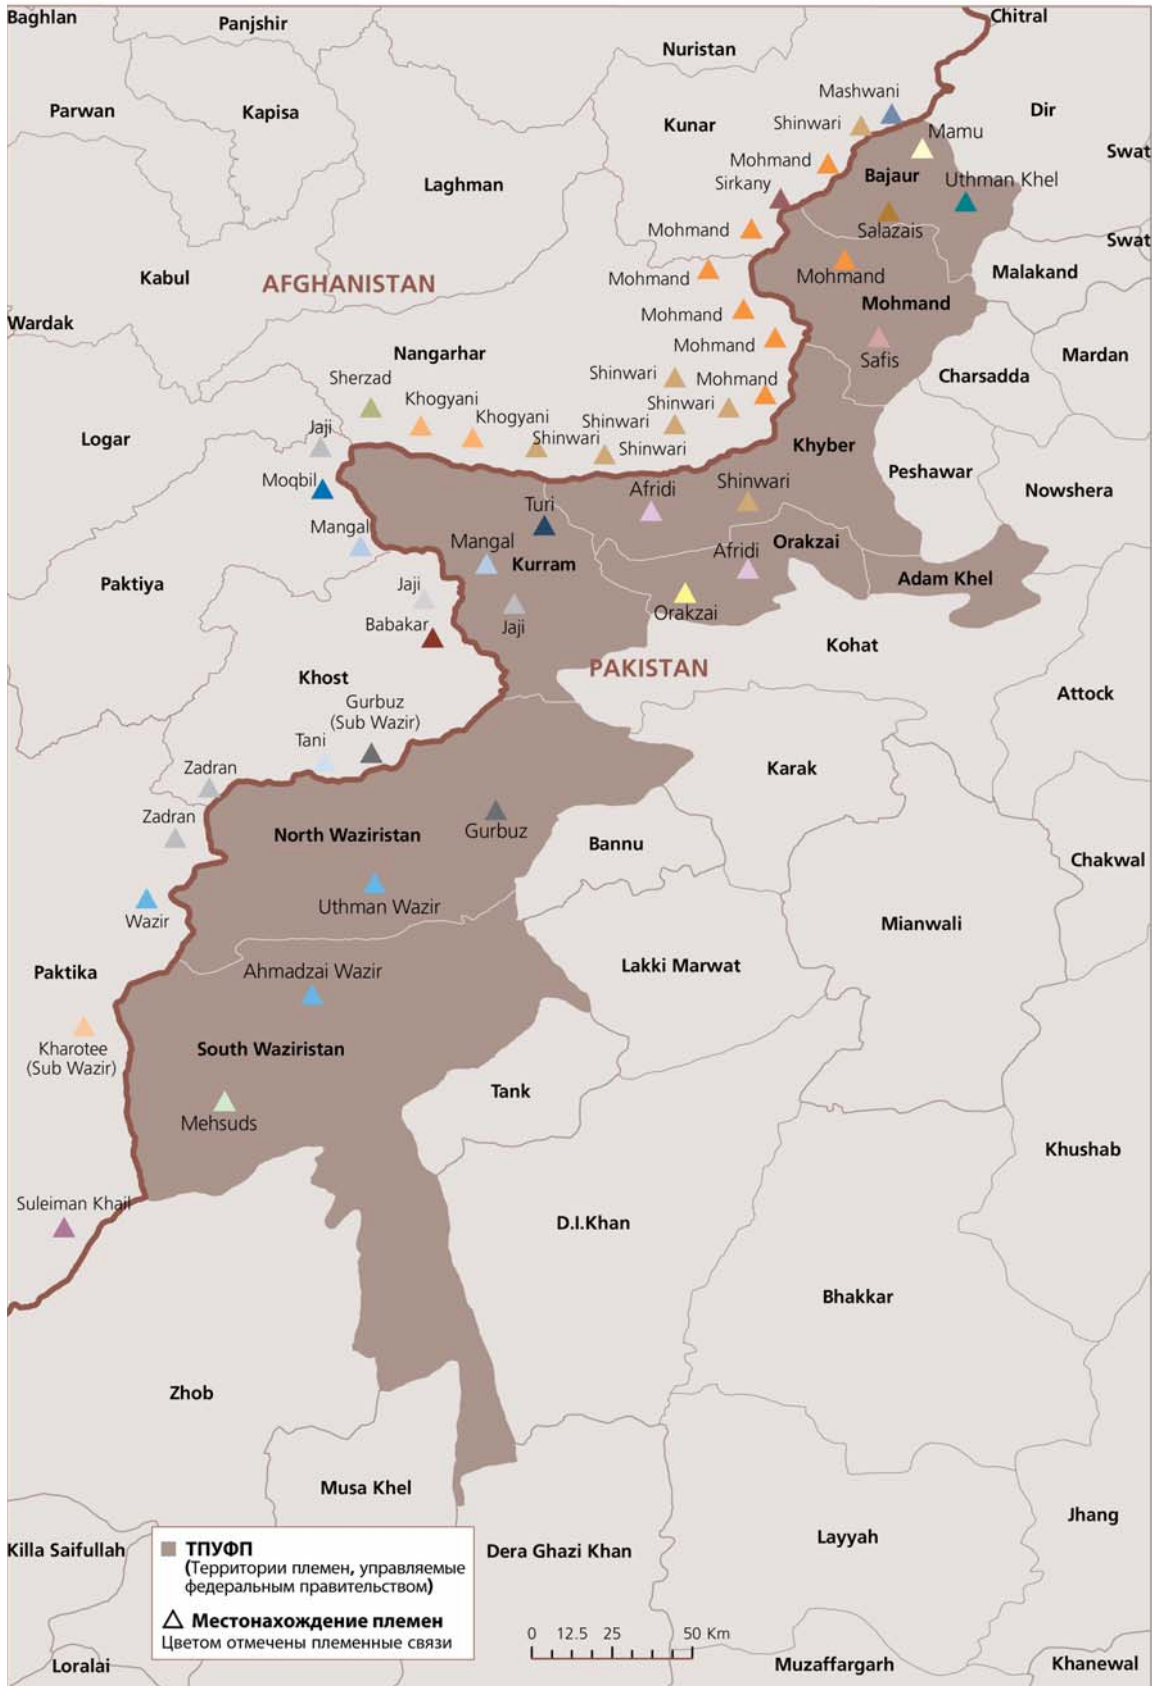 Baghlan
Panjshir
Chitral
Nuristan
Parwan
Kapisa
Kunar
Mashwani
Shinwari
Dir
Mamu
Swat
Mohmand
Bajaur
Sirkany
Uthman Khel
Laghman
Salazais
Mohmand
Swat
Kabul
AFGHANISTAN
Mohmand
Mohmand
Malakand
Mohmand
Mohmand
Wardak
Nangarhar
Mohmand
Safis
Mardan
Sherzad
Shinwari
Mohmand
Charsadda
Khogyani
Khogyani
Shinwari
Shinwari
Logar
Jaji
Shinwari
Shinwari
Khyber
Peshawar
Moqbil
Turi
Afridi
Shinwari
Nowshera
Mangal
Mangal
Kurram
Afridi
Orakzai
Adam Khel
Paktiya
Jaji
Babakar
Jaji
Orakzai
Kohat
Khost
PAKISTAN
Attock
Gurbuz
(Sub Wazir)
Tani
Zadran
Karak
Zadran
North Waziristan
Gurbuz
Bannu
Chakwal
Wazir
Uthman Wazir
Mianwali
Paktika
Ahmadzai Wazir
Lakki Marwat
Kharotee
(Sub Wazir)
South Waziristan
Tank
Mehsuds
Khushab
Suleiman Khail
D.I.Khan
Bhakkar
Zhob
Musa Khel
Jhang
Killa Saifullah
Dera Ghazi Khan
Layyah
ТПУФП
(Территории племен, управляемые
федеральным правительством)
Местонахождение племен
Цветом отмечены племенные связи
0 12.5 25 50 Km
Loralai
Muzaffargarh
Khanewal